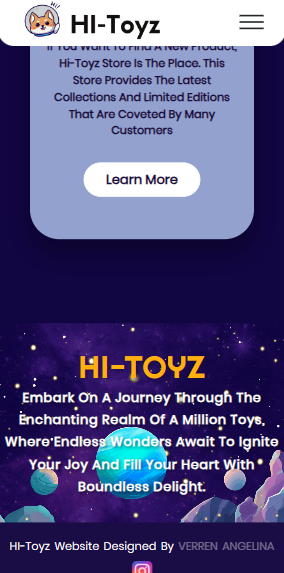 HI!
HI-Toyz
If You Want To Find A New Product,
Hi-Toyz Store Is The Place. This
Store Provides The Latest
Collections And Limited Editions
That Are Coveted By Many
Customers
Learn More
HI-TOYZ
Embark On A Journey Through The
Enchanting Realm Of A Million Toys,
Where Endless Wonders Await To Ignite
Your Joy And Fill Your Heart With
Boundless Delight.
HI-Toyz Website Designed By VERREN ANGELINA